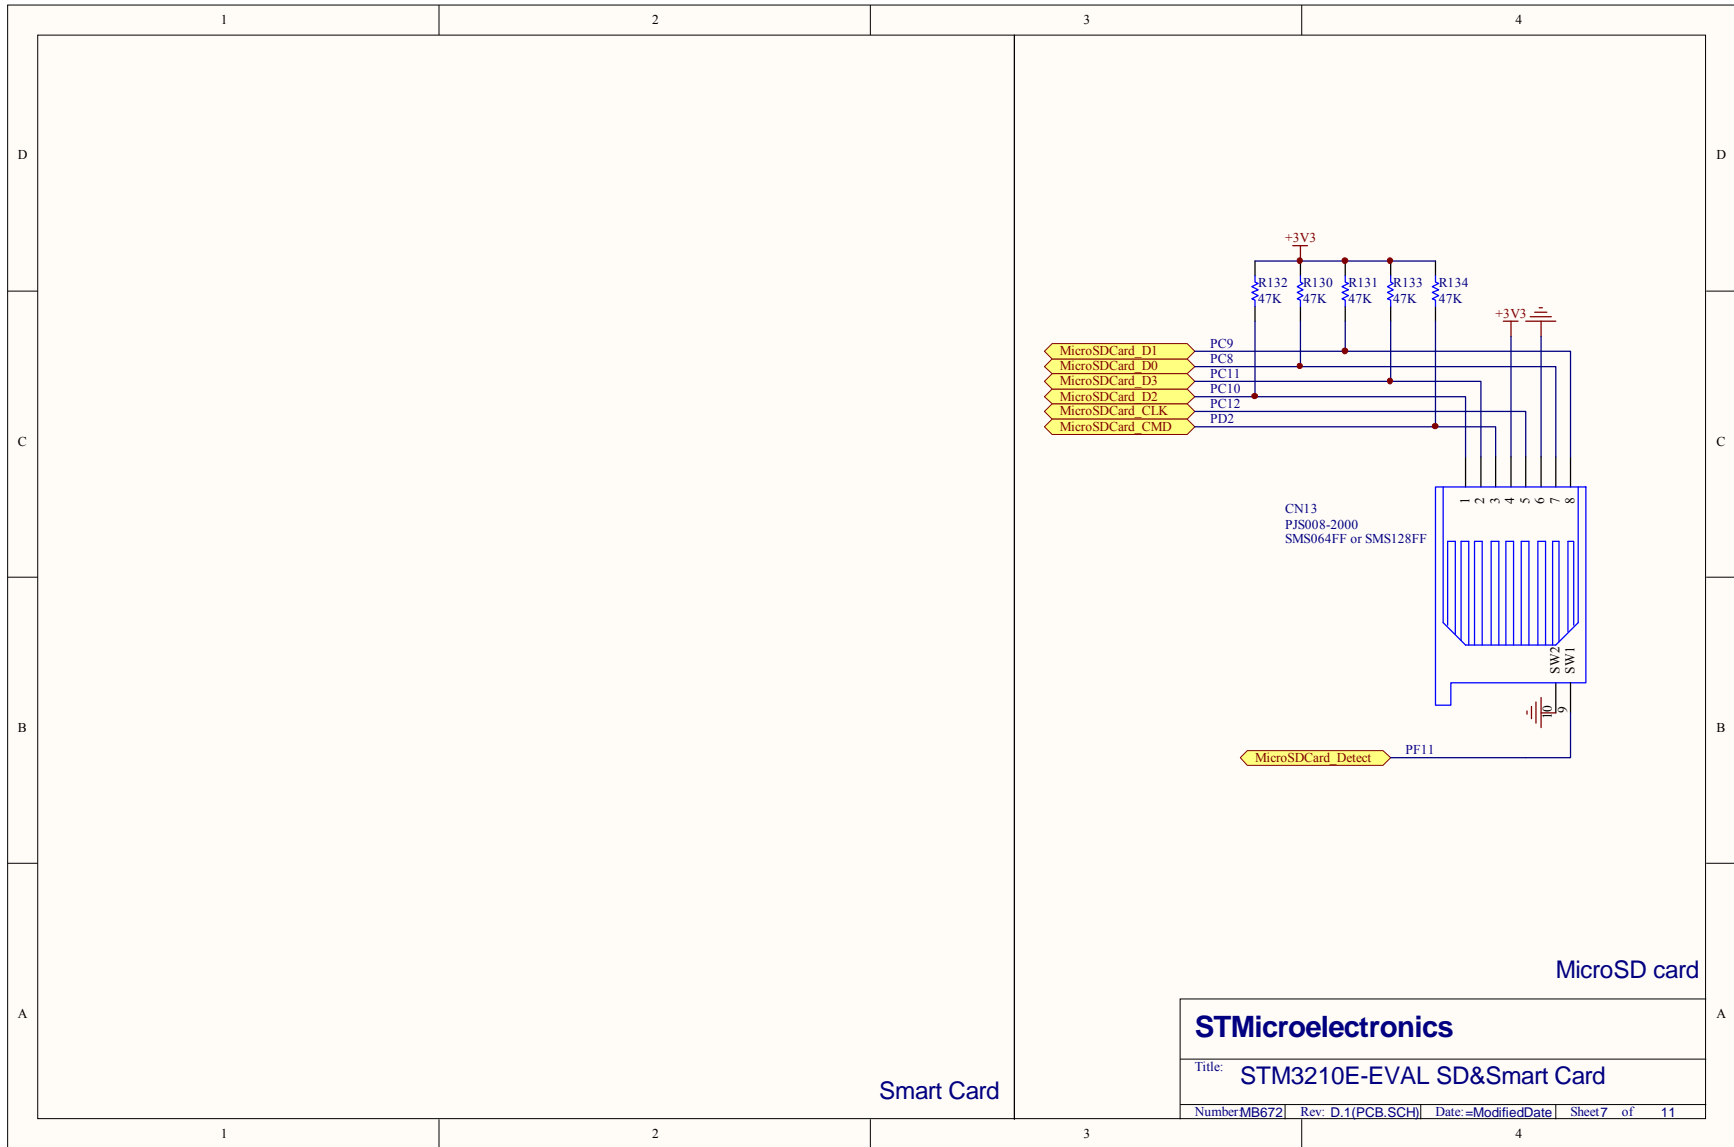 1 2 3 4
D D
+3V3
R132 R130 R131 R133 R134
47K 47K 47K 47K 47K
+3V3
MicroSDCard_D1 PC9
MicroSDCard_D0 PC8
MicroSDCard_D3 PC11
MicroSDCard_D2 PC10
MicroSDCard_CLK PC12
MicroSDCard_CMD PD2
C C
1 2 3 4 5 6 7 8
CN13
PJS008-2000
SMS064FF or SMS128FF
SW2 SW1
10 9
B B
MicroSDCard_Detect PF11
MicroSD card
A A
STMicroelectronics
Title: STM3210E-EVAL SD&Smart Card
Smart Card
Number:MB672 Rev: D.1(PCB.SCH) Date:=ModifiedDate Sheet7 of 11
1 2 3 4